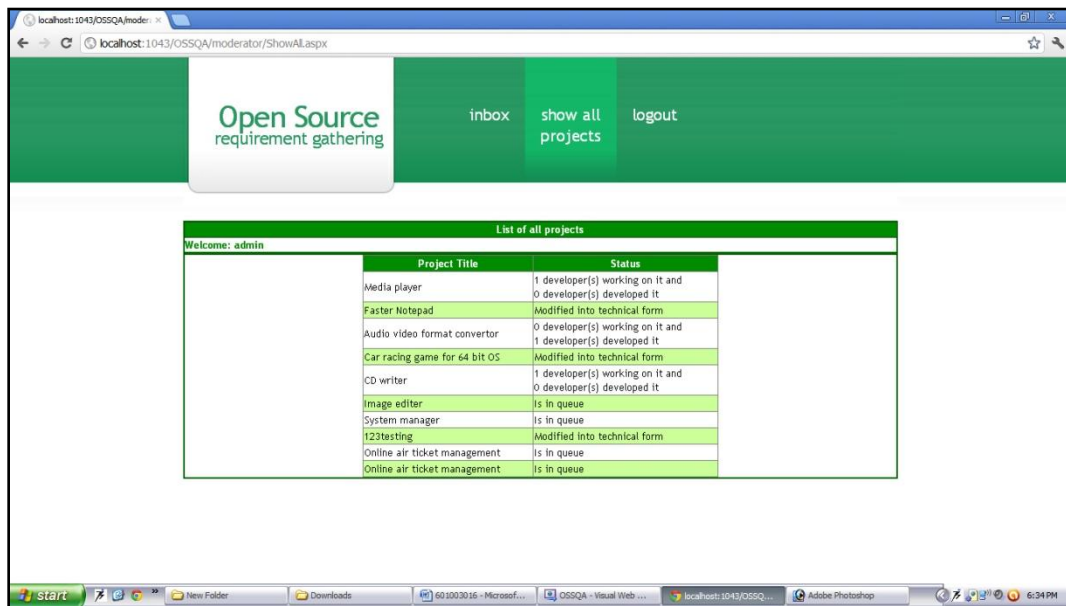 localhost:1043/OSSQA/moder
localhost:1043/OSSQA/moderator/ShowAll.aspx
Open Source
requirement gathering
inbox
show all
projects
logout
List of all projects
Welcome: admin
Project Title Status
Media player 1 developer(s) working on it and
0 developer(s) developed it
Faster Notepad Modified into technical form
Audio video format convertor 0 developer(s) working on it and
1 developer(s) developed it
Car racing game for 64 bit OS Modified into technical form
CD writer 1 developer(s) working on it and
0 developer(s) developed it
Image editer Is in queue
System manager Is in queue
123testing Modified into technical form
Online air ticket management Is in queue
Online air ticket management Is in queue
start New Folder Downloads 601003016 - Microsof... OSSQA - Visual Web ... localhost:1043/OSSQ... Adobe Photoshop 6:34 PM